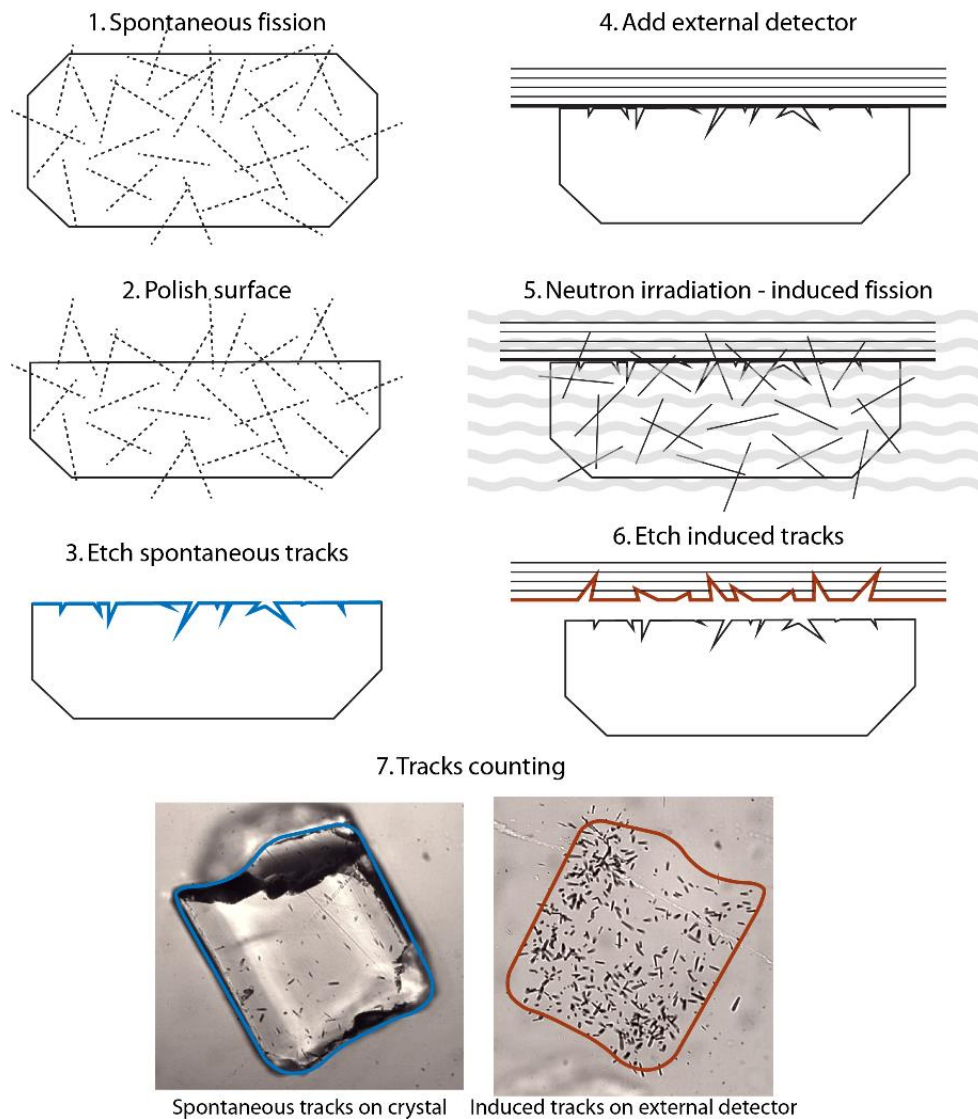 1. Spontaneous fission
4. Add external detector
2. Polish surface
5. Neutron irradiation - induced fission
3. Etch spontaneous tracks
6. Etch induced tracks
7. Tracks counting
Spontaneous tracks on crystal
Induced tracks on external detector